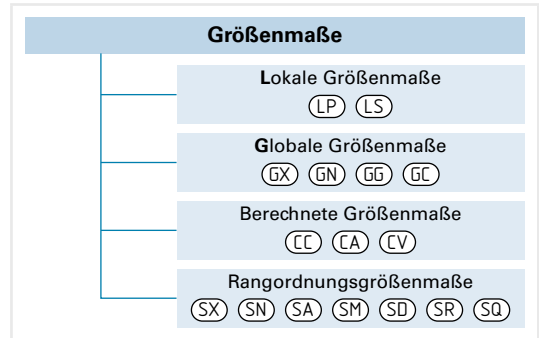 Größenmaße
Lokale Größenmaße
LP LS
Globale Größenmaße
GX GN GG GC
Berechnete Größenmaße
CC CA CV
Rangordnungsgrößenmaße
SX SN SA SM SD SR SQ